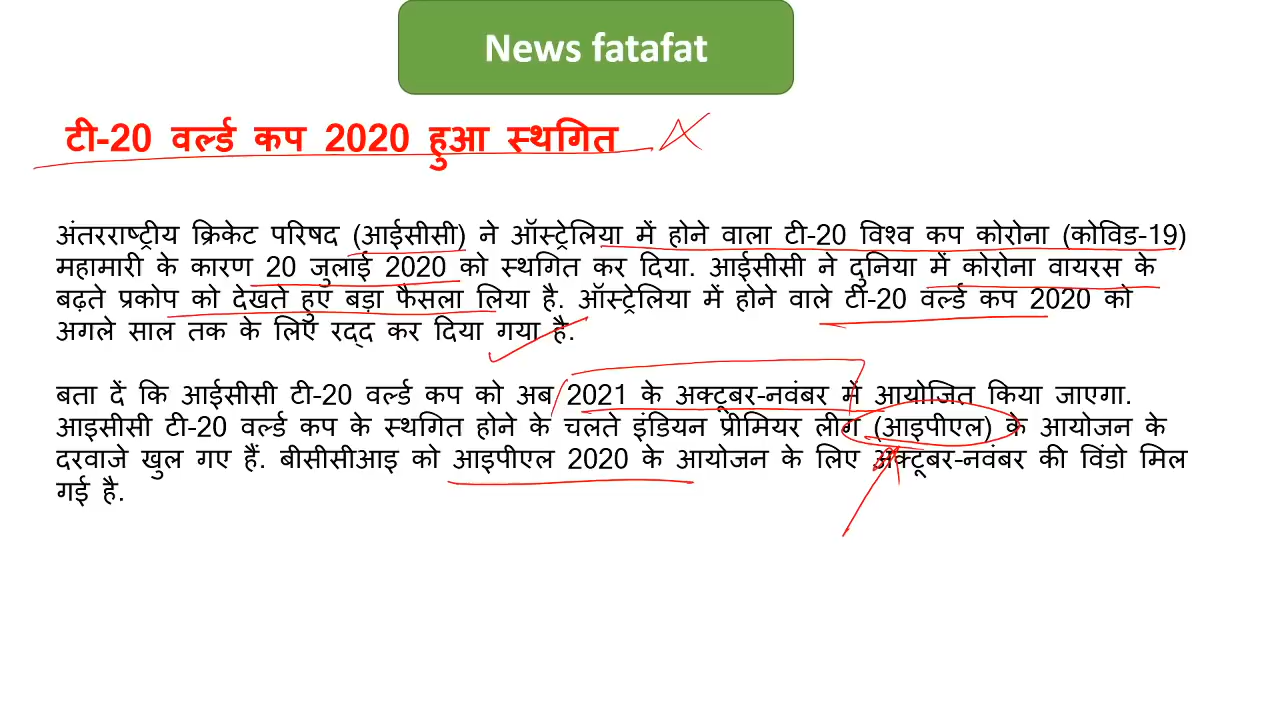 News fatafat
टी-20 वर्ल्ड कप 2020 हुआ स्थगित
अंतरराष्ट्रीय क्रिकेट परिषद (आईसीसी) ने ऑस्ट्रेलिया में होने वाला टी-20 विश्व कप कोरोना (कोविड-19)
महामारी के कारण 20 जुलाई 2020 को स्थगित कर दिया. आईसीसी ने दुनिया में कोरोना वायरस के
बढ़ते प्रकोप को देखते हुए बड़ा फैसला लिया है. ऑस्ट्रेलिया में होने वाले टी-20 वर्ल्ड कप 2020 को
अगले साल तक के लिए रद्द कर दिया गया है.
बता दें कि आईसीसी टी-20 वर्ल्ड कप को अब 2021 के अक्टूबर-नवंबर में आयोजित किया जाएगा.
आइसीसी टी-20 वर्ल्ड कप के स्थगित होने के चलते इंडियन प्रीमियर लीग (आइपीएल) के आयोजन के
दरवाजे खुल गए हैं. बीसीसीआइ को आइपीएल 2020 के आयोजन के लिए अक्टूबर-नवंबर की विंडो मिल
गई है.